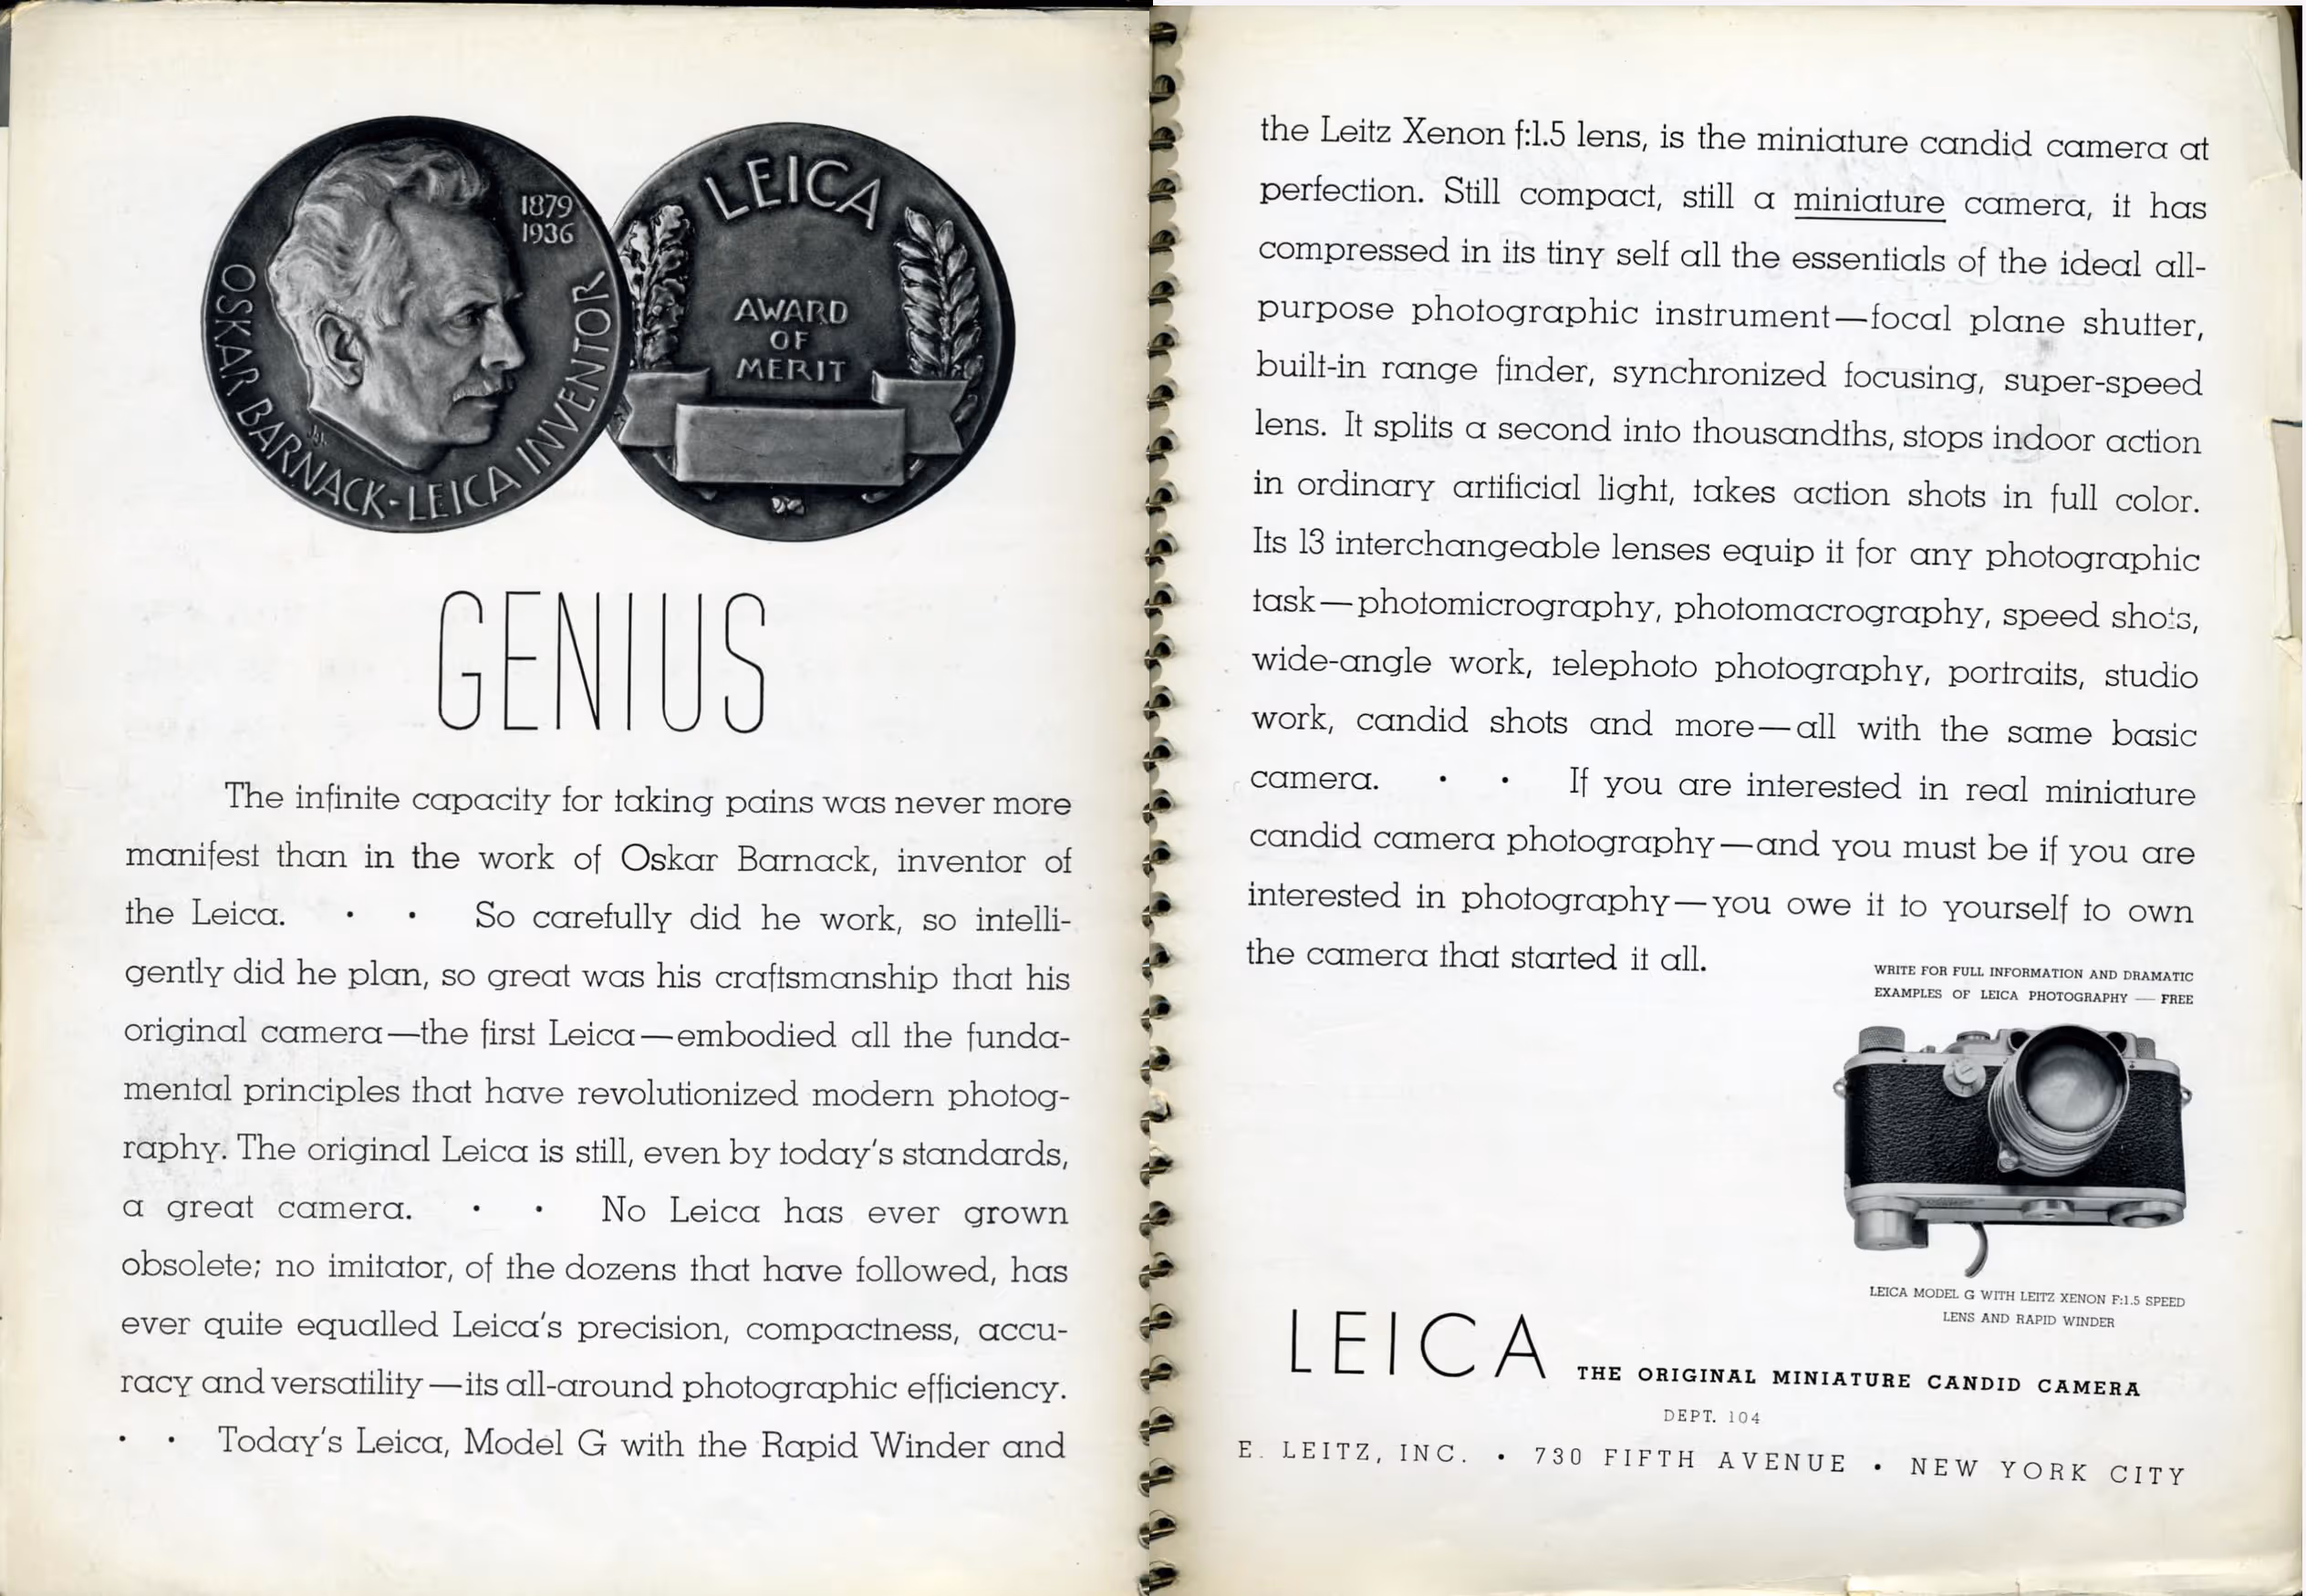 1879
1936
OSKAR BARNACK-LEICA INVENTOR
LEICA
AWARD
OF
MERIT
GENIUS
The infinite capacity for taking pains was never more
manifest than in the work of Oskar Barnack, inventor of
the Leica. • • So carefully did he work, so intelli-
gently did he plan, so great was his craftsmanship that his
original camera—the first Leica—embodied all the funda-
mental principles that have revolutionized modern photog-
raphy. The original Leica is still, even by today's standards,
a great camera. • • No Leica has ever grown
obsolete; no imitator, of the dozens that have followed, has
ever quite equalled Leica's precision, compactness, accu-
racy and versatility—its all-around photographic efficiency.
• • Today's Leica, Model G with the Rapid Winder and
the Leitz Xenon f:1.5 lens, is the miniature candid camera at
perfection. Still compact, still a miniature camera, it has
compressed in its tiny self all the essentials of the ideal all-
purpose photographic instrument—focal plane shutter,
built-in range finder, synchronized focusing, super-speed
lens. It splits a second into thousandths, stops indoor action
in ordinary artificial light, takes action shots in full color.
Its 13 interchangeable lenses equip it for any photographic
task—photomicrography, photomacrography, speed shots,
wide-angle work, telephoto photography, portraits, studio
work, candid shots and more—all with the same basic
camera. • • If you are interested in real miniature
candid camera photography—and you must be if you are
interested in photography—you owe it to yourself to own
the camera that started it all.
WRITE FOR FULL INFORMATION AND DRAMATIC
EXAMPLES OF LEICA PHOTOGRAPHY — FREE
LEICA MODEL G WITH LEITZ XENON F:1.5 SPEED
LENS AND RAPID WINDER
LEICA THE ORIGINAL MINIATURE CANDID CAMERA
DEPT. 104
E. LEITZ, INC. • 730 FIFTH AVENUE • NEW YORK CITY